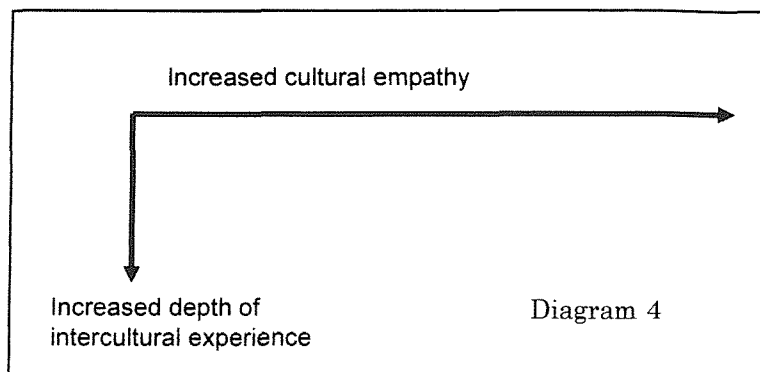 Increased cultural empathy
Increased depth of
intercultural experience
Diagram 4